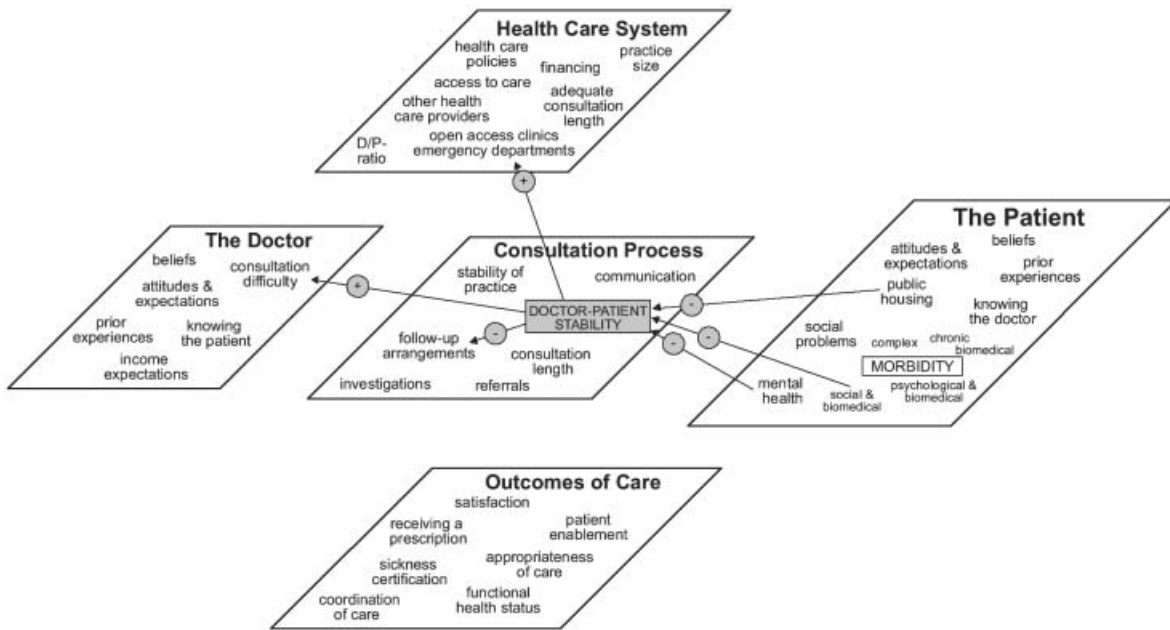 Health Care System
health care
policies
practice
size
financing
access to care
adequate
consultation
length
other health
care providers
D/P-
ratio
open access clinics
emergency departments
+
The Doctor
beliefs
consultation
difficulty
attitudes &
expectations
prior
experiences
knowing
the patient
income
expectations
+
Consultation Process
stability of
practice
communication
DOCTOR-PATIENT
STABILITY
-
follow-up
arrangements
consultation
length
investigations
referrals
-
-
-
The Patient
beliefs
attitudes &
expectations
prior
experiences
public
housing
knowing
the doctor
social
problems
complex
chronic
biomedical
MORBIDITY
mental
health
social &
biomedical
psychological &
biomedical
Outcomes of Care
satisfaction
receiving a
prescription
patient
enablement
sickness
certification
appropriateness
of care
coordination
of care
functional
health status